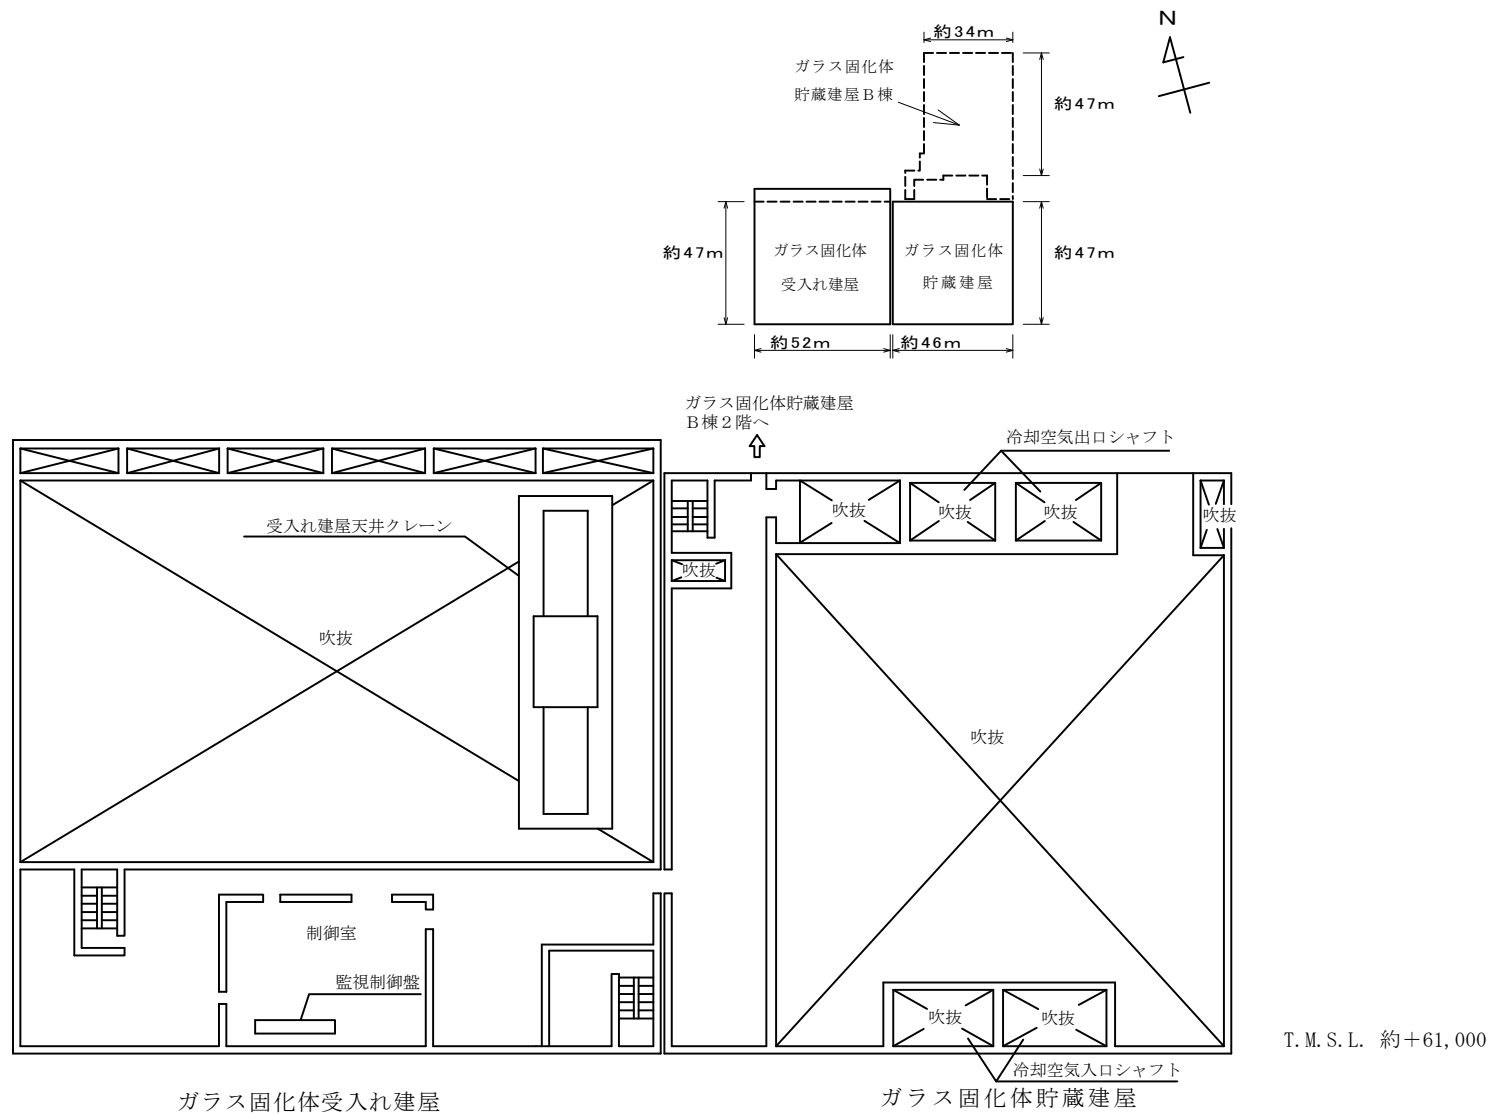 N
約34m
ガラス固化体
貯蔵建屋B棟
約47m
約47m
ガラス固化体
受入れ建屋
ガラス固化体
貯蔵建屋
約47m
約52m
約46m
ガラス固化体貯蔵建屋
B棟2階へ
冷却空気出口シャフト
吹抜
吹抜
吹抜
吹抜
受入れ建屋天井クレーン
吹抜
吹抜
吹抜
制御室
監視制御盤
吹抜
吹抜
冷却空気入口シャフト
T.M.S.L. 約+61,000
ガラス固化体受入れ建屋
ガラス固化体貯蔵建屋